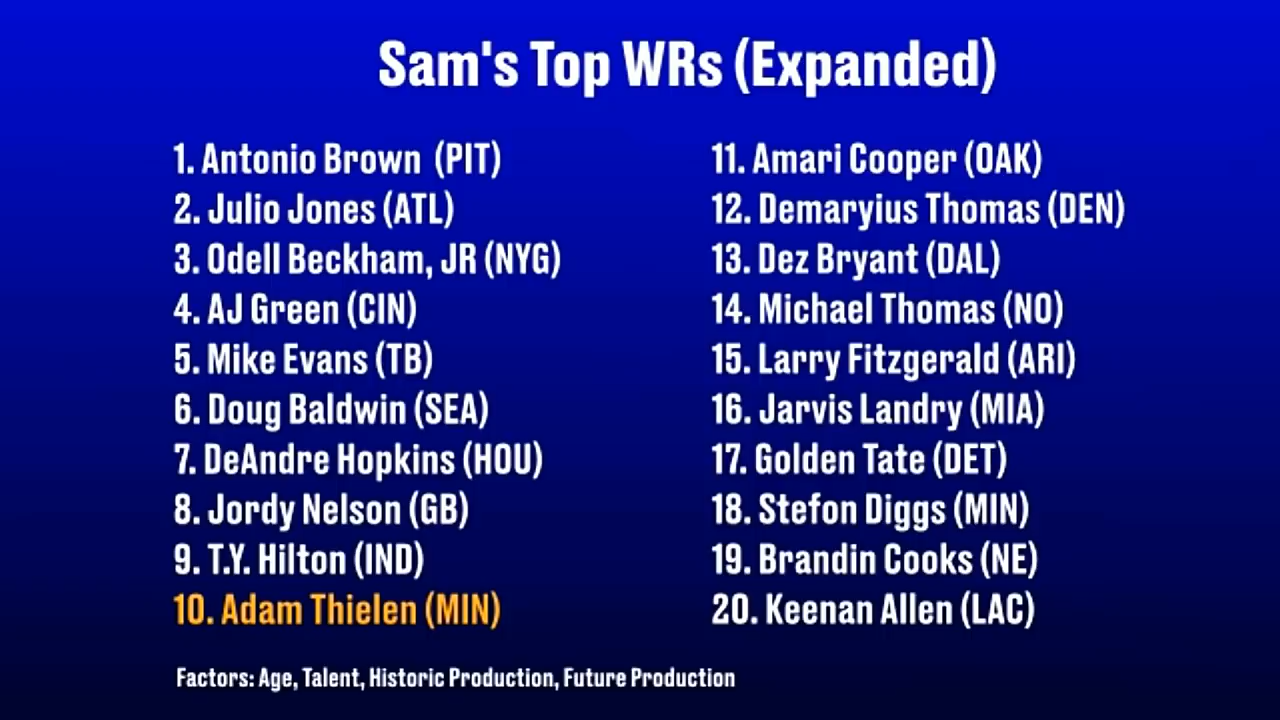 Sam's Top WRs (Expanded)
1. Antonio Brown (PIT)
2. Julio Jones (ATL)
3. Odell Beckham, JR (NYG)
4. AJ Green (CIN)
5. Mike Evans (TB)
6. Doug Baldwin (SEA)
7. DeAndre Hopkins (HOU)
8. Jordy Nelson (GB)
9. T.Y. Hilton (IND)
10. Adam Thielen (MIN)
11. Amari Cooper (OAK)
12. Demaryius Thomas (DEN)
13. Dez Bryant (DAL)
14. Michael Thomas (NO)
15. Larry Fitzgerald (ARI)
16. Jarvis Landry (MIA)
17. Golden Tate (DET)
18. Stefon Diggs (MIN)
19. Brandin Cooks (NE)
20. Keenan Allen (LAC)
Factors: Age, Talent, Historic Production, Future Production